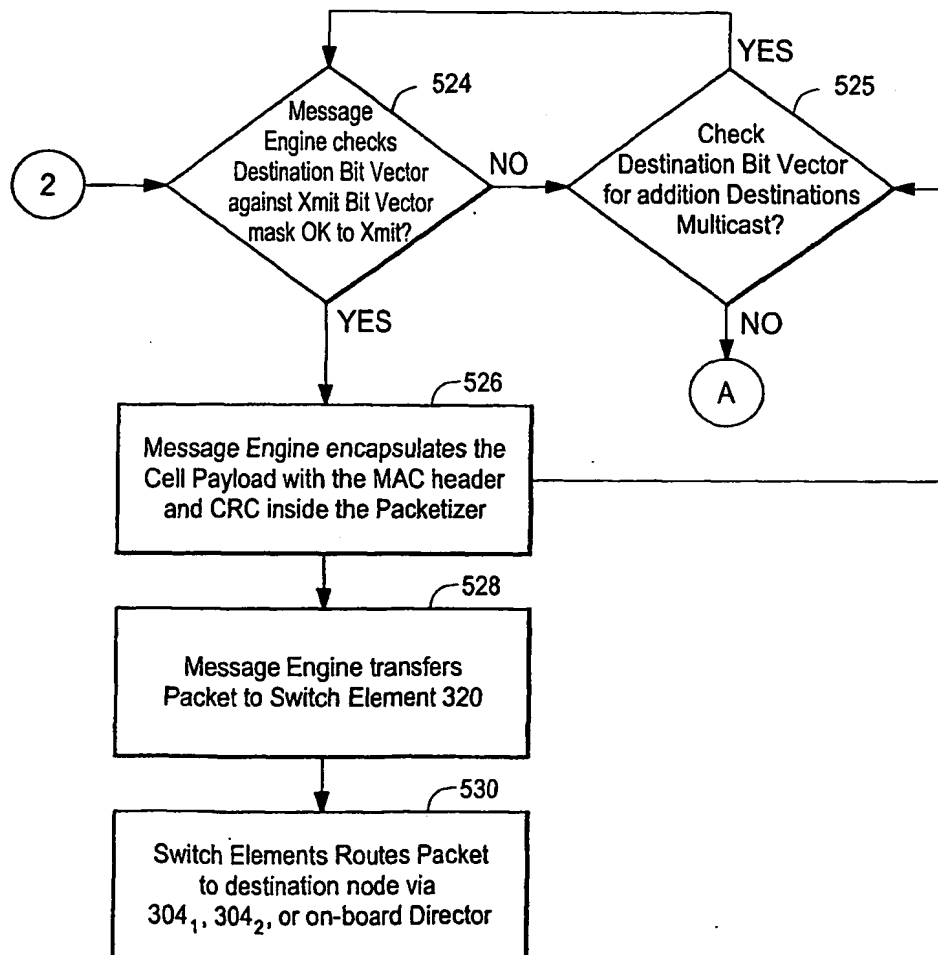 YES
524
525
Message
Engine checks
Destination Bit Vector
against Xmit Bit Vector
mask OK to Xmit?
Check
Destination Bit Vector
for addition Destinations
Multicast?
2
NO
YES
NO
A
526
Message Engine encapsulates the
Cell Payload with the MAC header
and CRC inside the Packetizer
528
Message Engine transfers
Packet to Switch Element 320
530
Switch Elements Routes Packet
to destination node via
304₁, 304₂, or on-board Director